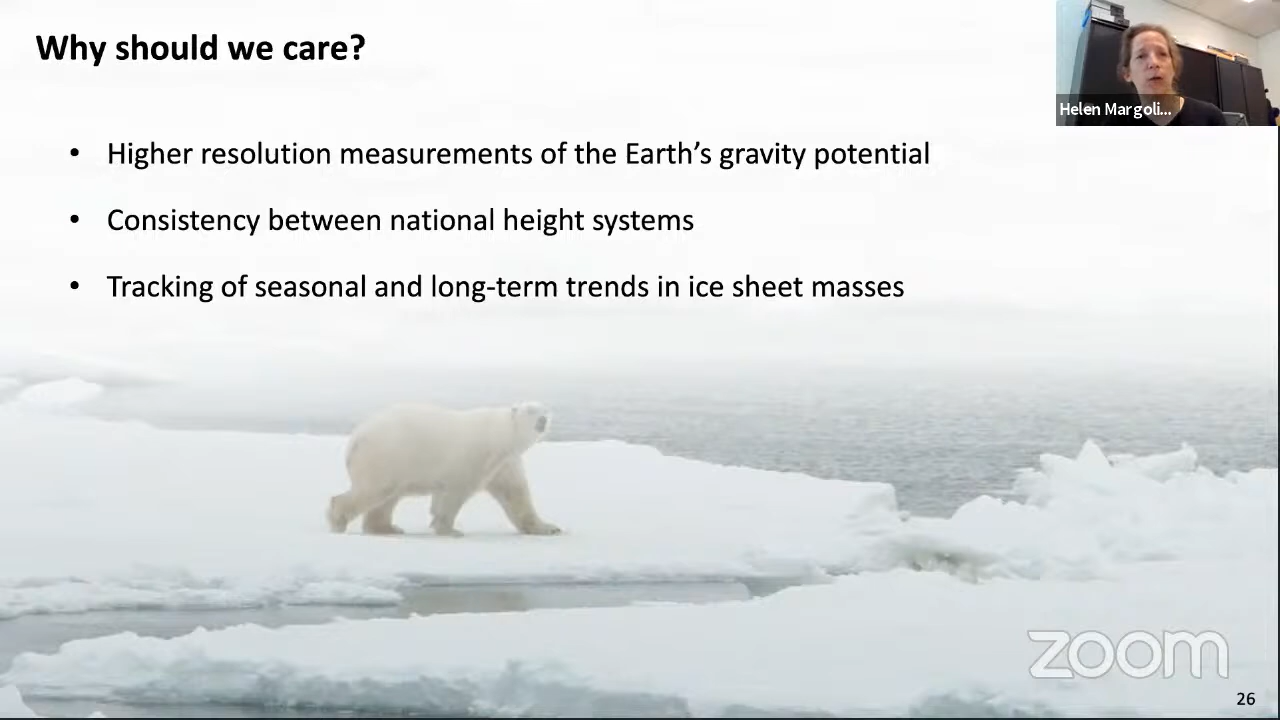 Why should we care?
Helen Margoli...
• Higher resolution measurements of the Earth’s gravity potential
• Consistency between national height systems
• Tracking of seasonal and long-term trends in ice sheet masses
zoom
26